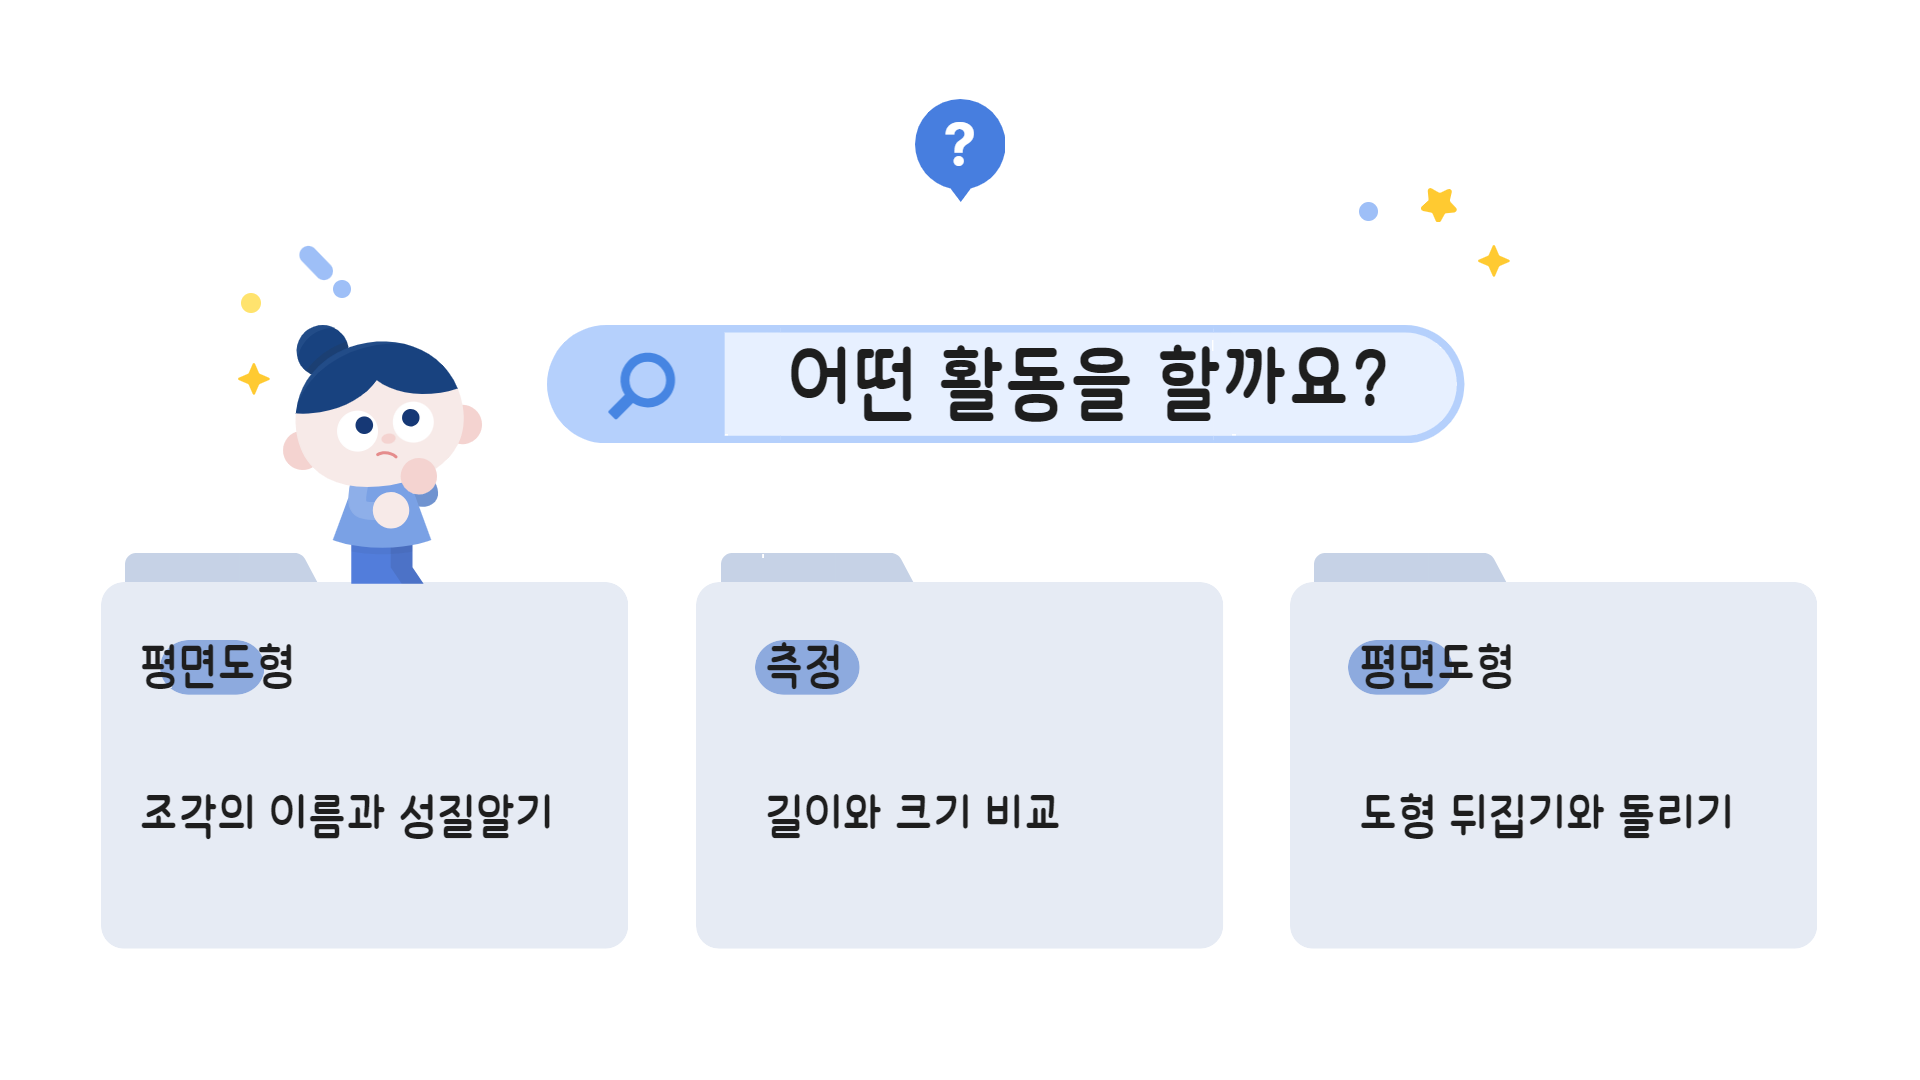 ?
어떤 활동을 할까요?
평면도형
조각의 이름과 성질알기
측정
길이와 크기 비교
평면도형
도형 뒤집기와 돌리기